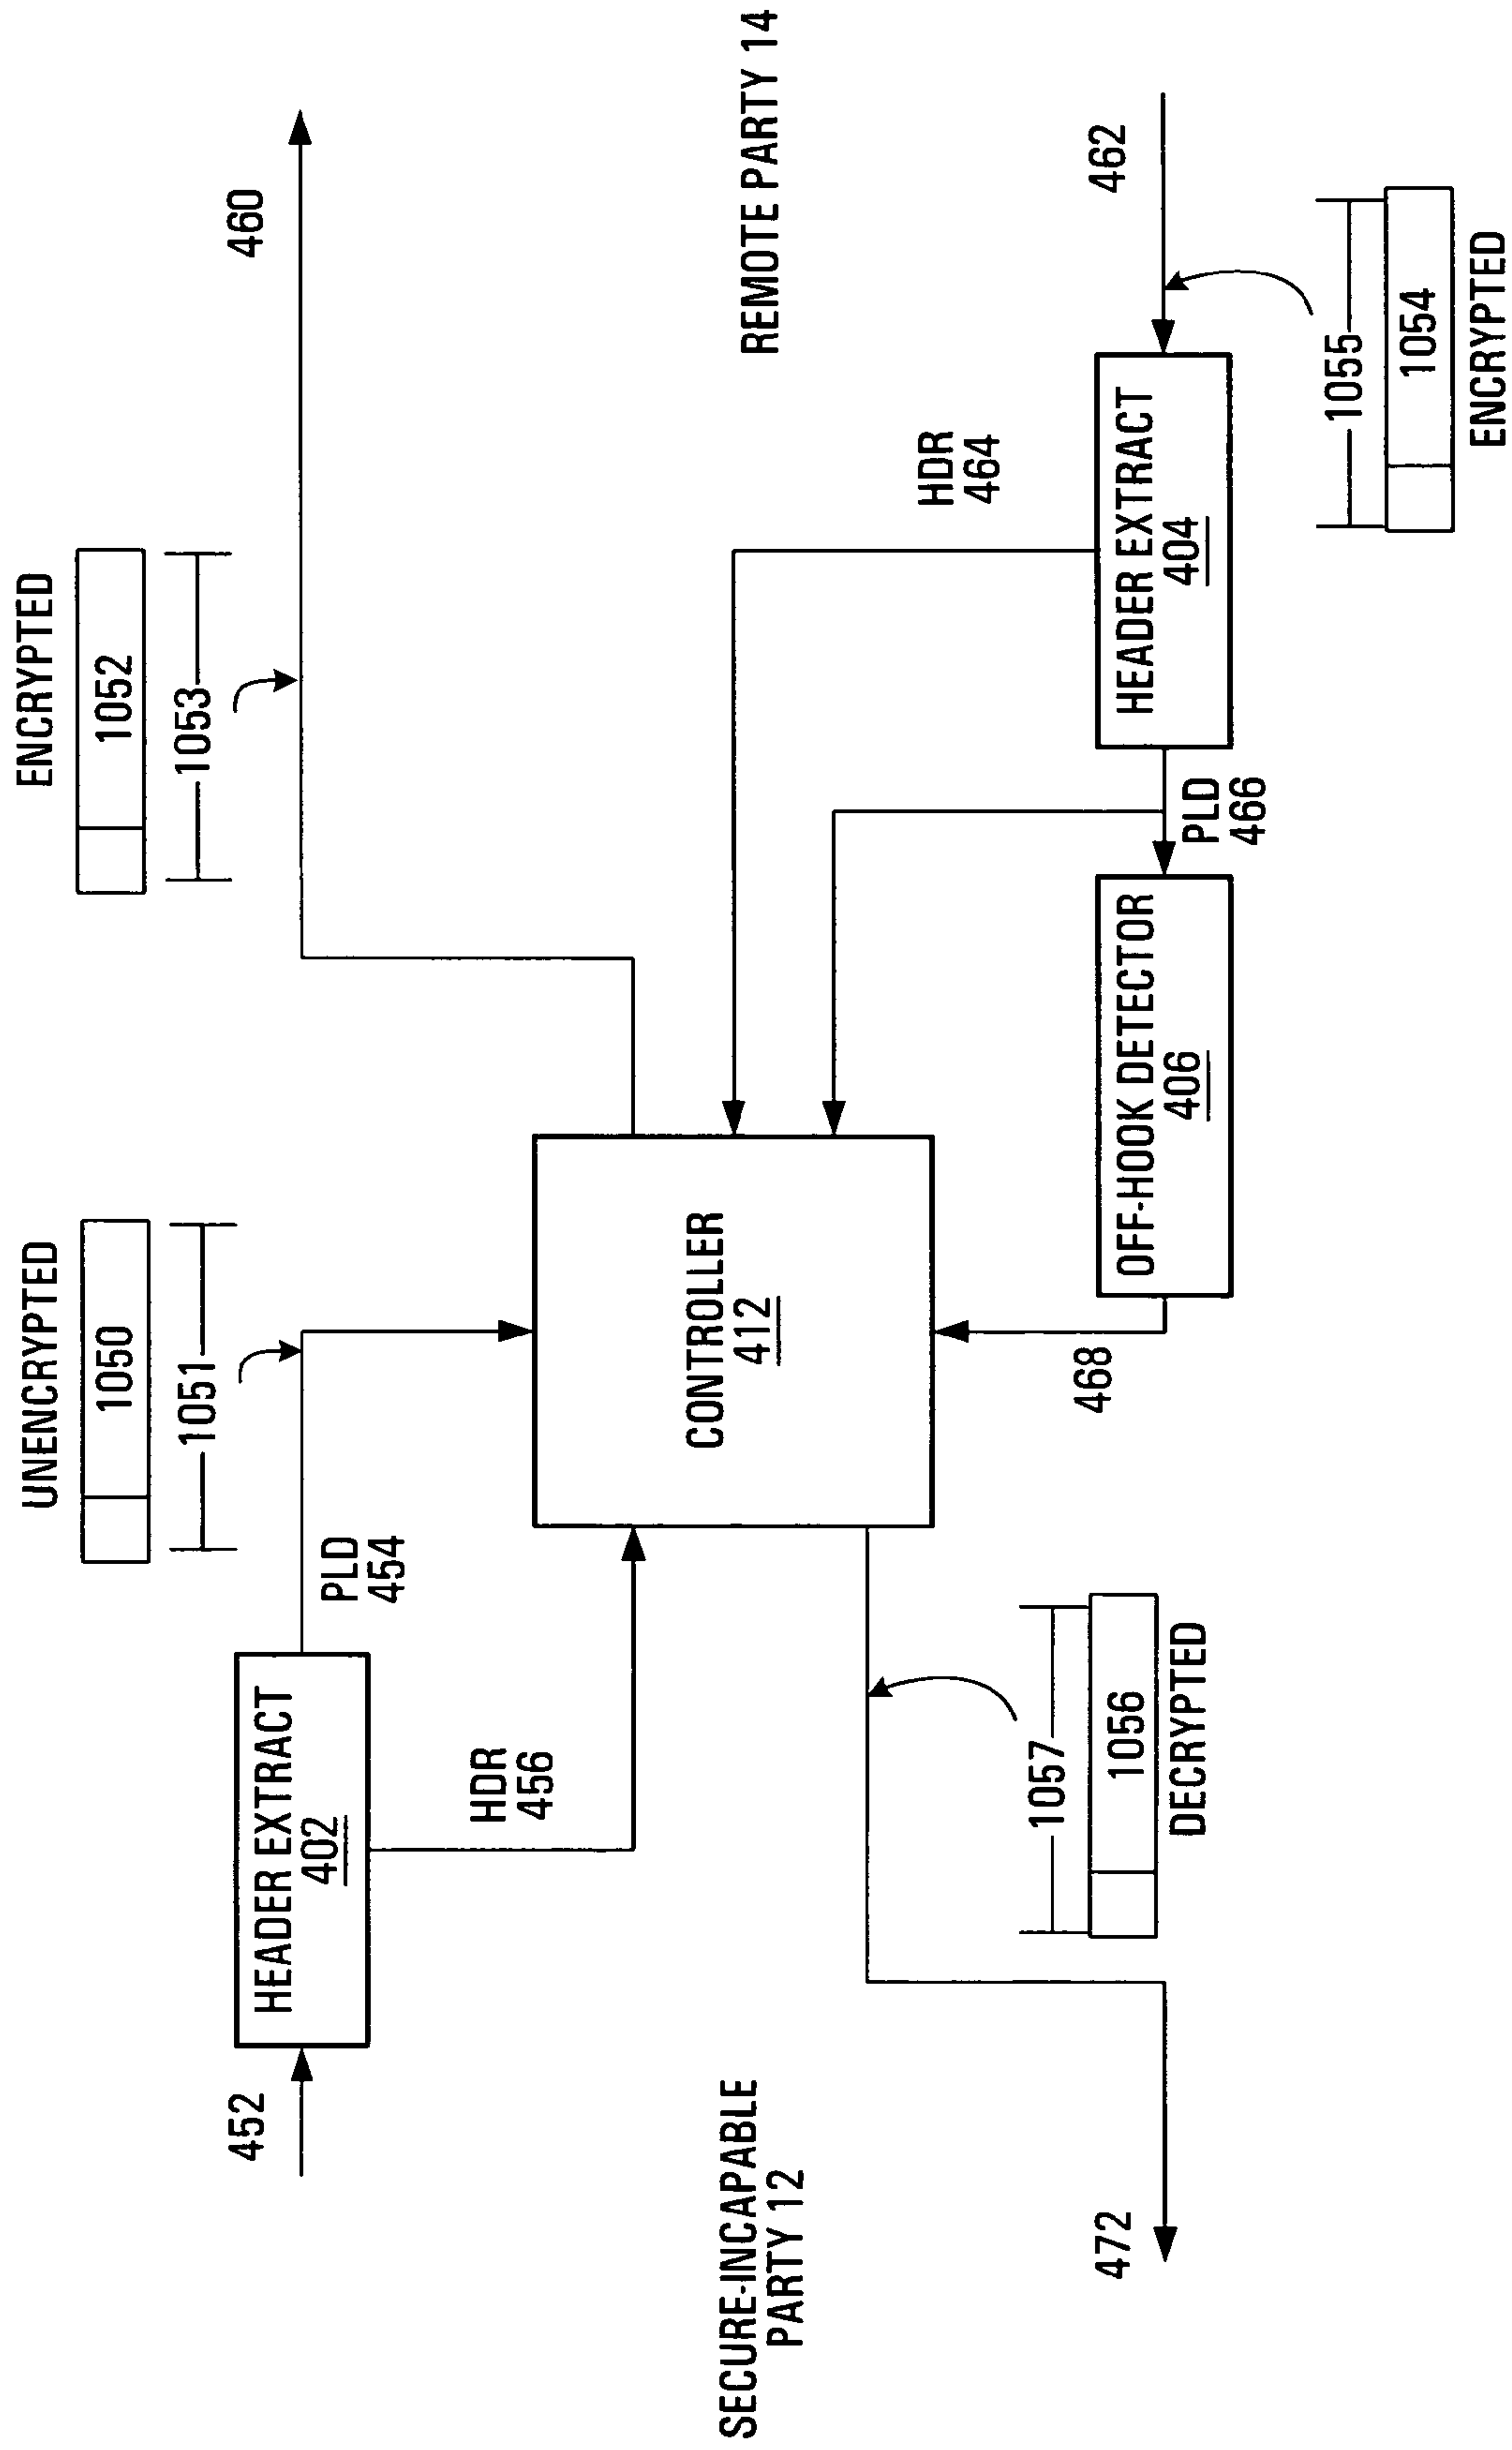 UNENCRYPTED
1050
1051
ENCRYPTED
1052
1053
452
HEADER EXTRACT
402
PLD
454
460
HDR
456
SECURE-INCAPABLE
PARTY 12
CONTROLLER
412
REMOTE PARTY 14
HDR
464
472
1057
1056
DECRYPTED
468
OFF-HOOK DETECTOR
406
PLD
466
HEADER EXTRACT
404
462
1055
1054
ENCRYPTED